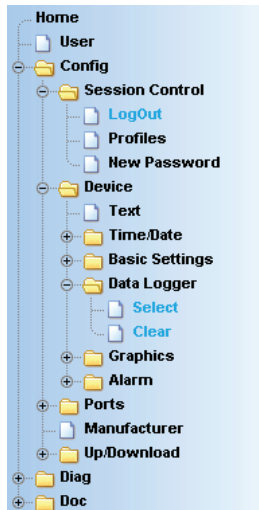 Home
User
Config
Session Control
LogOut
Profiles
New Password
Device
Text
Time/Date
Basic Settings
Data Logger
Select
Clear
Graphics
Alarm
Ports
Manufacturer
Up/Download
Diag
Doc